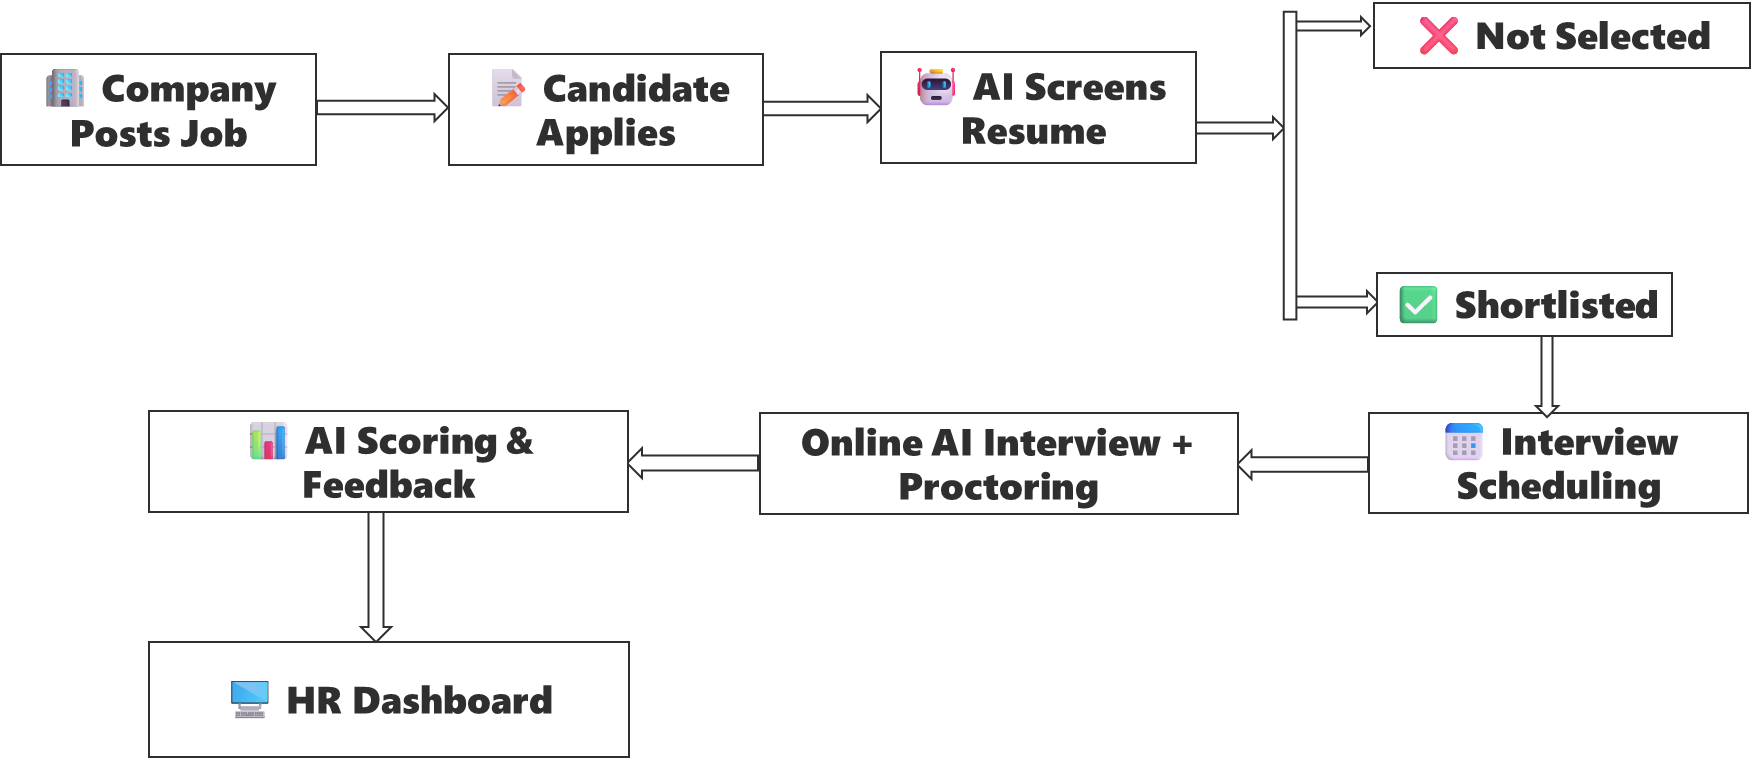 Company
Posts Job
Candidate
Applies
AI Screens
Resume
Not Selected
Shortlisted
Interview
Scheduling
Online AI Interview +
Proctoring
AI Scoring &
Feedback
HR Dashboard